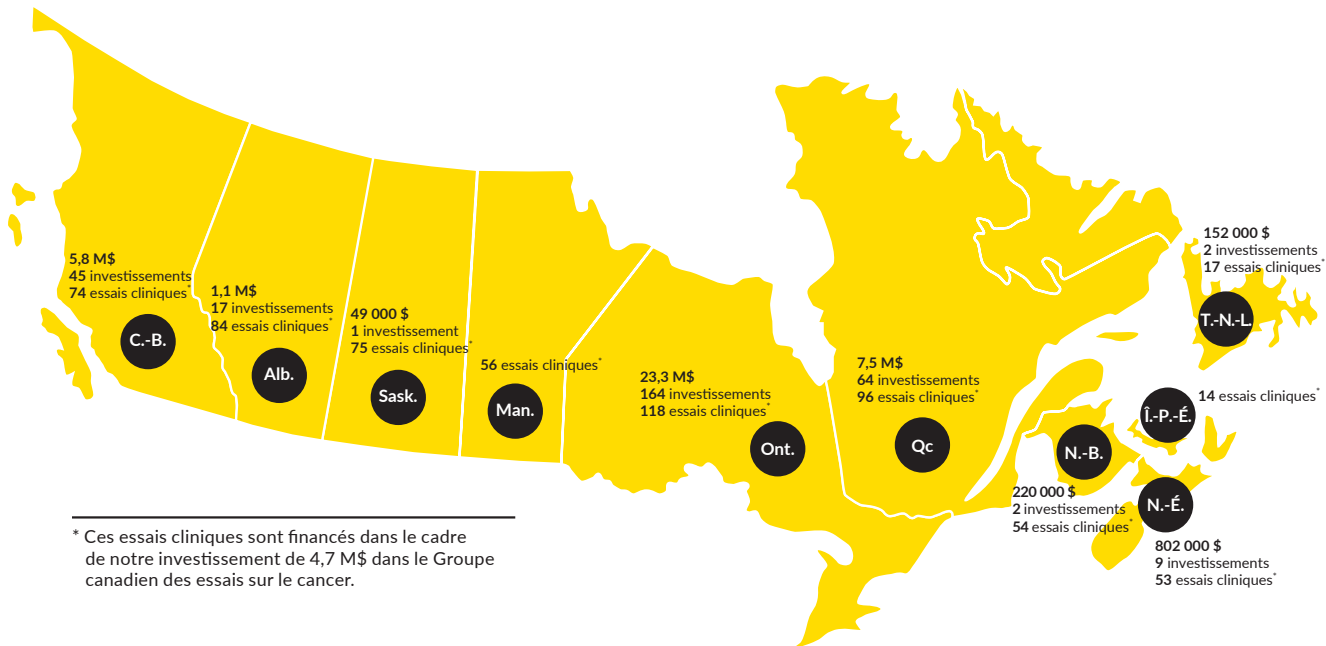 5,8 M$
45 investissements
74 essais cliniques*
C.-B.
1,1 M$
17 investissements
84 essais cliniques*
Alb.
49 000 $
1 investissement
75 essais cliniques*
Sask.
56 essais cliniques*
Man.
23,3 M$
164 investissements
118 essais cliniques*
Ont.
7,5 M$
64 investissements
96 essais cliniques*
Qc
152 000 $
2 investissements
17 essais cliniques*
T.-N.-L.
14 essais cliniques*
Î.-P.-É.
N.-B.
220 000 $
2 investissements
54 essais cliniques*
N.-É.
802 000 $
9 investissements
53 essais cliniques*
* Ces essais cliniques sont financés dans le cadre
de notre investissement de 4,7 M$ dans le Groupe
canadien des essais sur le cancer.